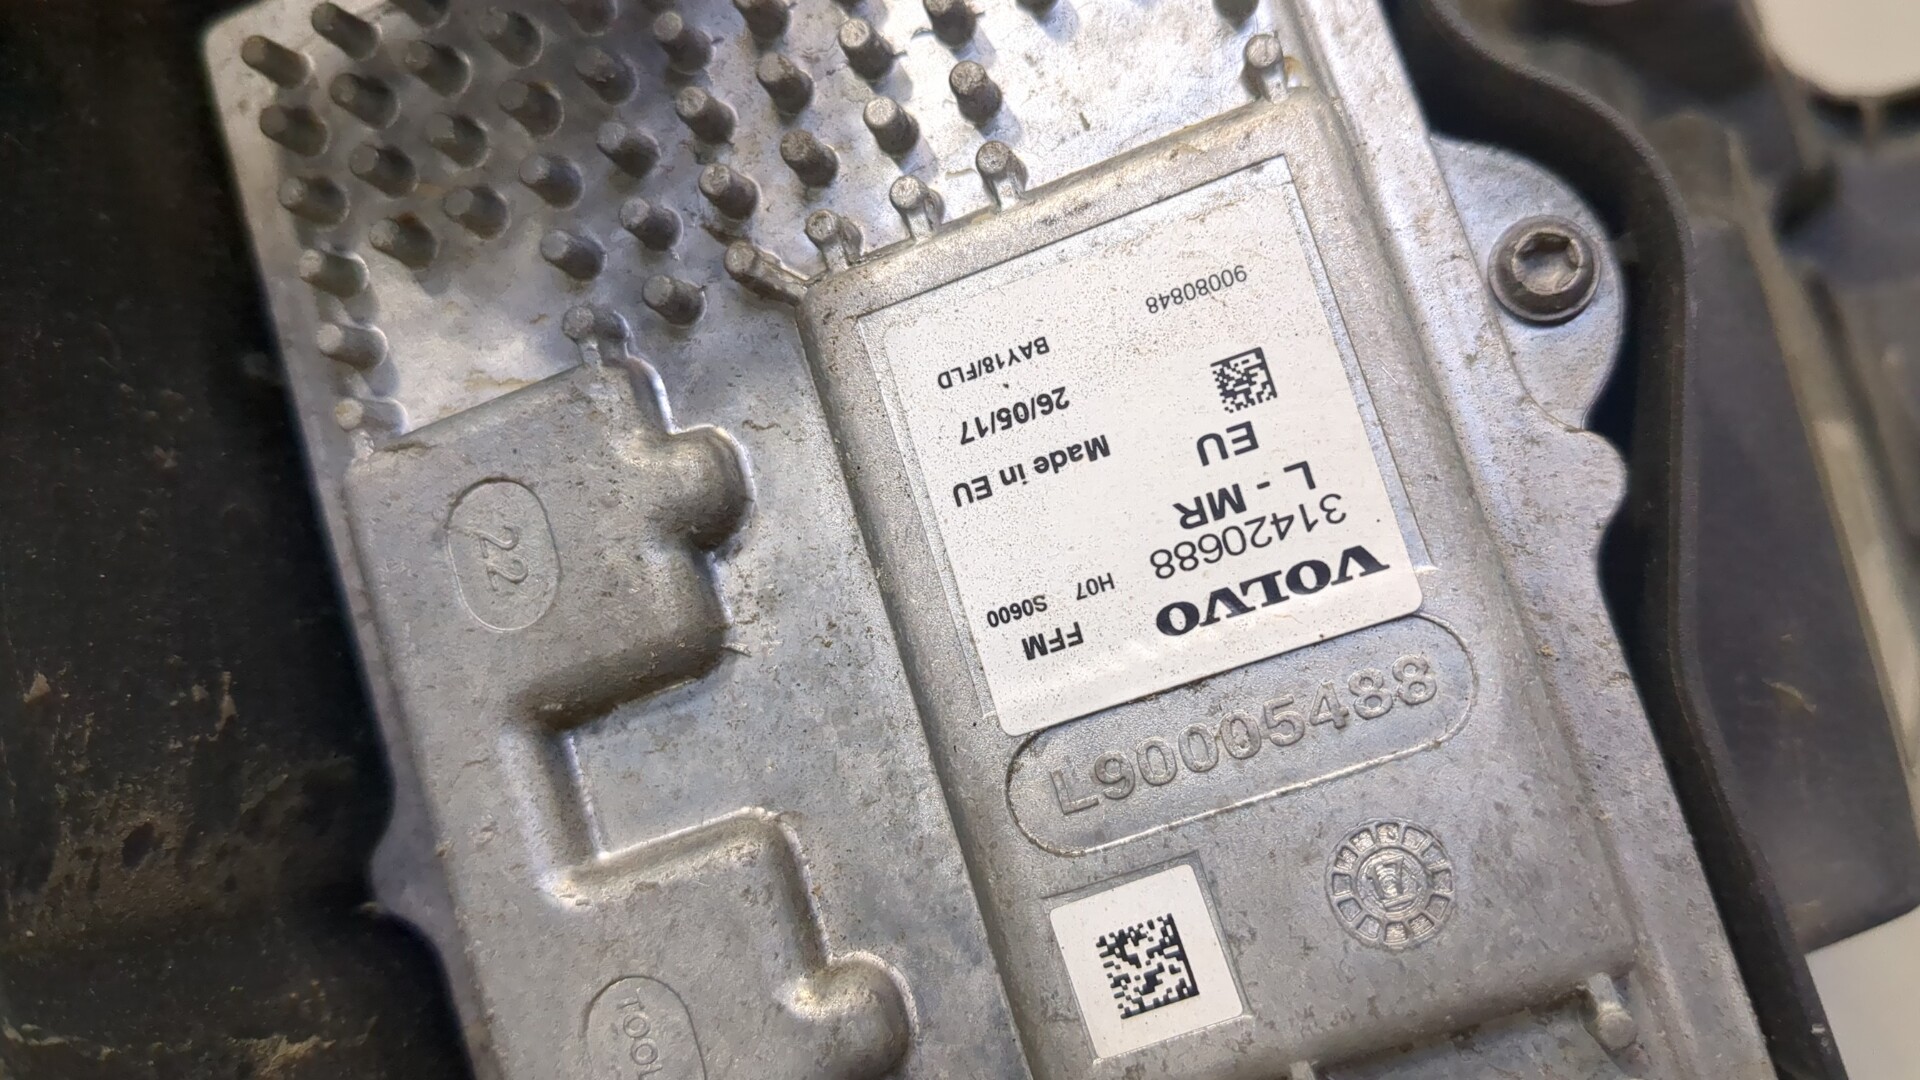 VOLVO
31420688
L - MR
EU
90080848
FFM
H07 S0600
Made in EU
26/05/17
BAY18/FLD
L90005488
22
TOOL